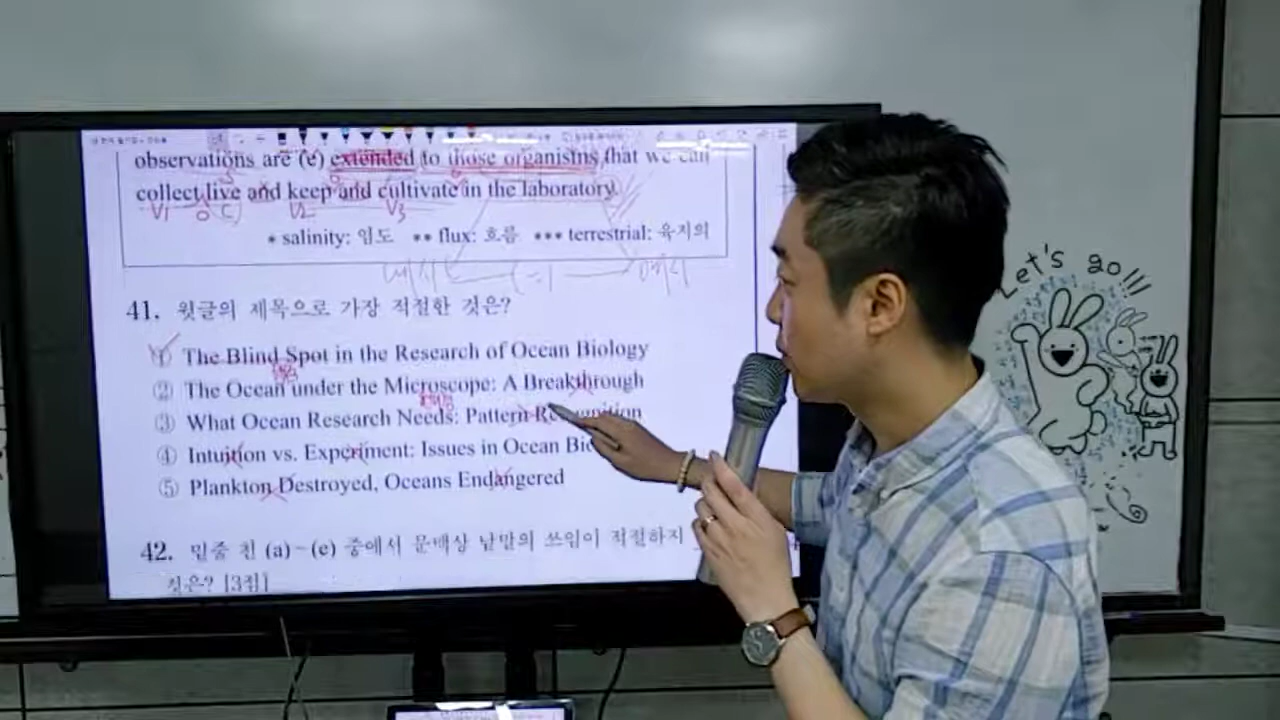 observations are (e) extended to those organisms that we can
collect live and keep and cultivate in the laboratory.
V1 O C V2 V3
* salinity: 염도 ** flux: 흐름 *** terrestrial: 육지의
41. 윗글의 제목으로 가장 적절한 것은?
① The Blind Spot in the Research of Ocean Biology
② The Ocean under the Microscope: A Breakthrough
③ What Ocean Research Needs: Pattern Recognition
④ Intuition vs. Experiment: Issues in Ocean
⑤ Plankton Destroyed, Oceans Endangered
42. 밑줄 친 (a)~(e) 중에서 문맥상 낱말의 쓰임이 적절하지
것은? [3점]
Let's go!!!